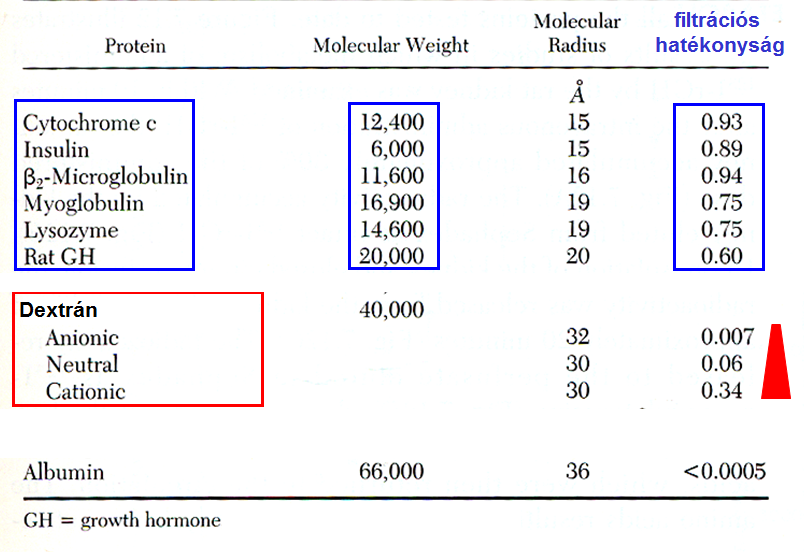 Protein Molecular Weight Molecular Radius filtrációs hatékonyság
Å
Cytochrome c 12,400 15 0.93
Insulin 6,000 15 0.89
β₂-Microglobulin 11,600 16 0.94
Myoglobulin 16,900 19 0.75
Lysozyme 14,600 19 0.75
Rat GH 20,000 20 0.60
Dextrán 40,000
Anionic 32 0.007
Neutral 30 0.06
Cationic 30 0.34
Albumin 66,000 36 <0.0005
GH = growth hormone